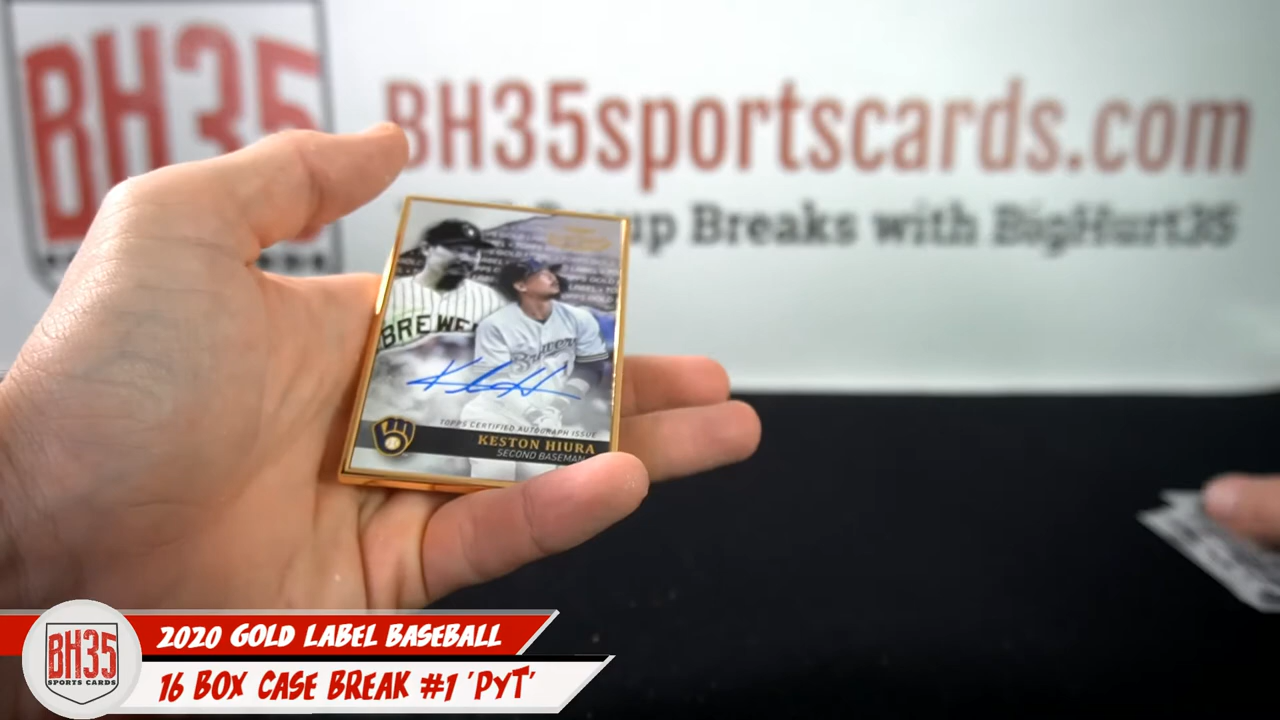 BH35
BH35sportscards.com
up Breaks with BigHurt35
BREWE
Brewers
TOPPS CERTIFIED AUTOGRAPH ISSUE
KESTON HIURA
SECOND BASEMAN
BH35
SPORTS CARDS
2020 GOLD LABEL BASEBALL
16 BOX CASE BREAK #1 'PYT'